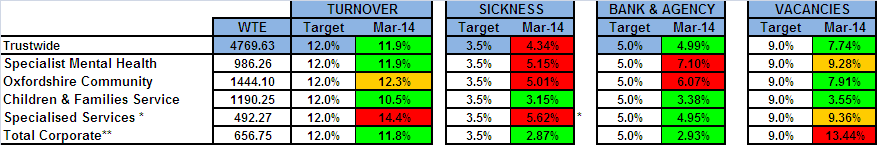 TURNOVER SICKNESS BANK & AGENCY VACANCIES
WTE Target Mar-14 Target Mar-14 Target Mar-14 Target Mar-14
Trustwide 4769.63 12.0% 11.9% 3.5% 4.34% 5.0% 4.99% 9.0% 7.74%
Specialist Mental Health 986.26 12.0% 11.9% 3.5% 5.15% 5.0% 7.10% 9.0% 9.28%
Oxfordshire Community 1444.10 12.0% 12.3% 3.5% 5.01% 5.0% 6.07% 9.0% 7.91%
Children & Families Service 1190.25 12.0% 10.5% 3.5% 3.15% 5.0% 3.38% 9.0% 3.55%
Specialised Services * 492.27 12.0% 14.4% 3.5% 5.62% * 5.0% 4.95% 9.0% 9.36%
Total Corporate** 656.75 12.0% 11.8% 3.5% 2.87% 5.0% 2.93% 9.0% 13.44%